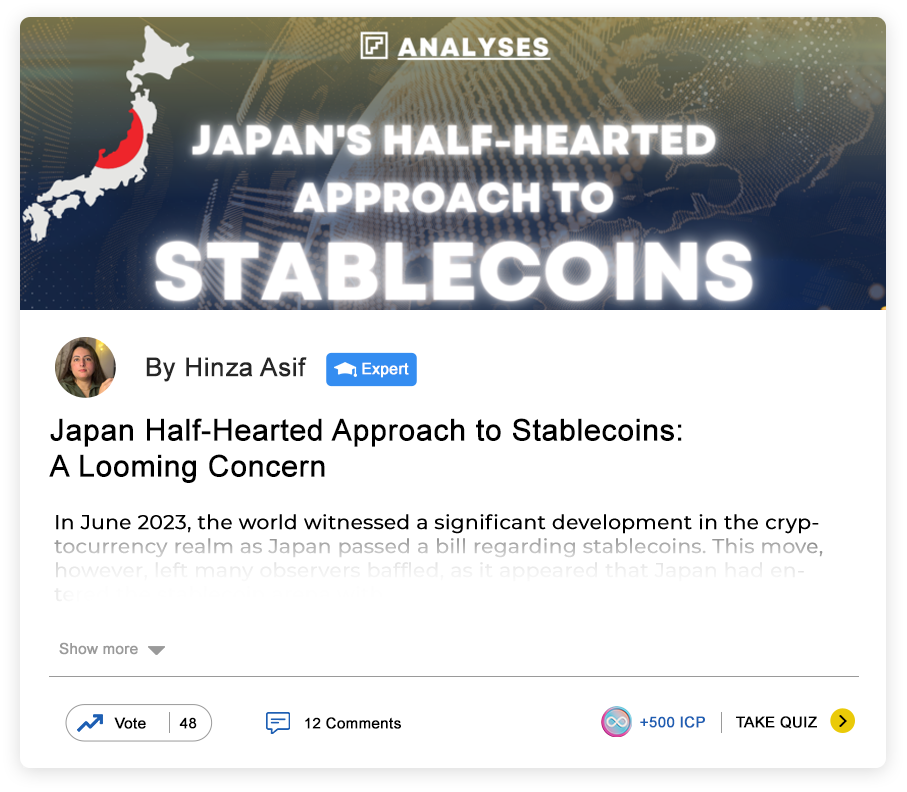 ANALYSES
JAPAN'S HALF-HEARTED
APPROACH TO
STABLECOINS
By Hinza Asif
Expert
Japan Half-Hearted Approach to Stablecoins:
A Looming Concern
In June 2023, the world witnessed a significant development in the cryp-
tocurrency realm as Japan passed a bill regarding stablecoins. This move,
however, left many observers baffled, as it appeared that Japan had en-
Show more
Vote 48
12 Comments
+500 ICP
TAKE QUIZ